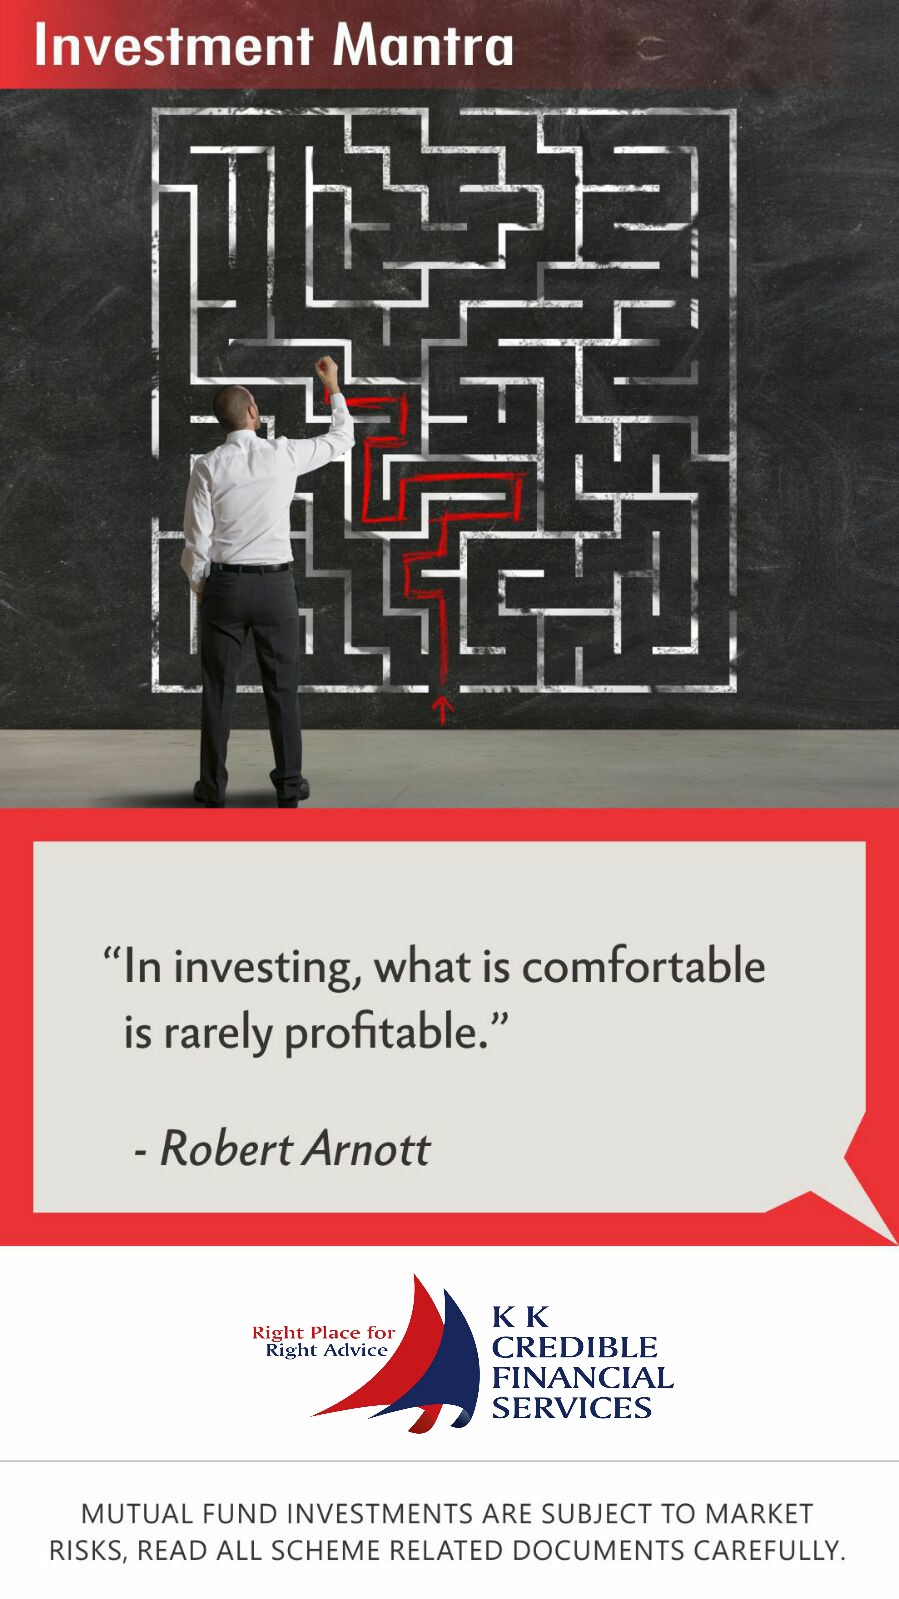 Investment Mantra
“In investing, what is comfortable
is rarely profitable.”
- Robert Arnott
Right Place for
Right Advice
K K
CREDIBLE
FINANCIAL
SERVICES
MUTUAL FUND INVESTMENTS ARE SUBJECT TO MARKET
RISKS, READ ALL SCHEME RELATED DOCUMENTS CAREFULLY.